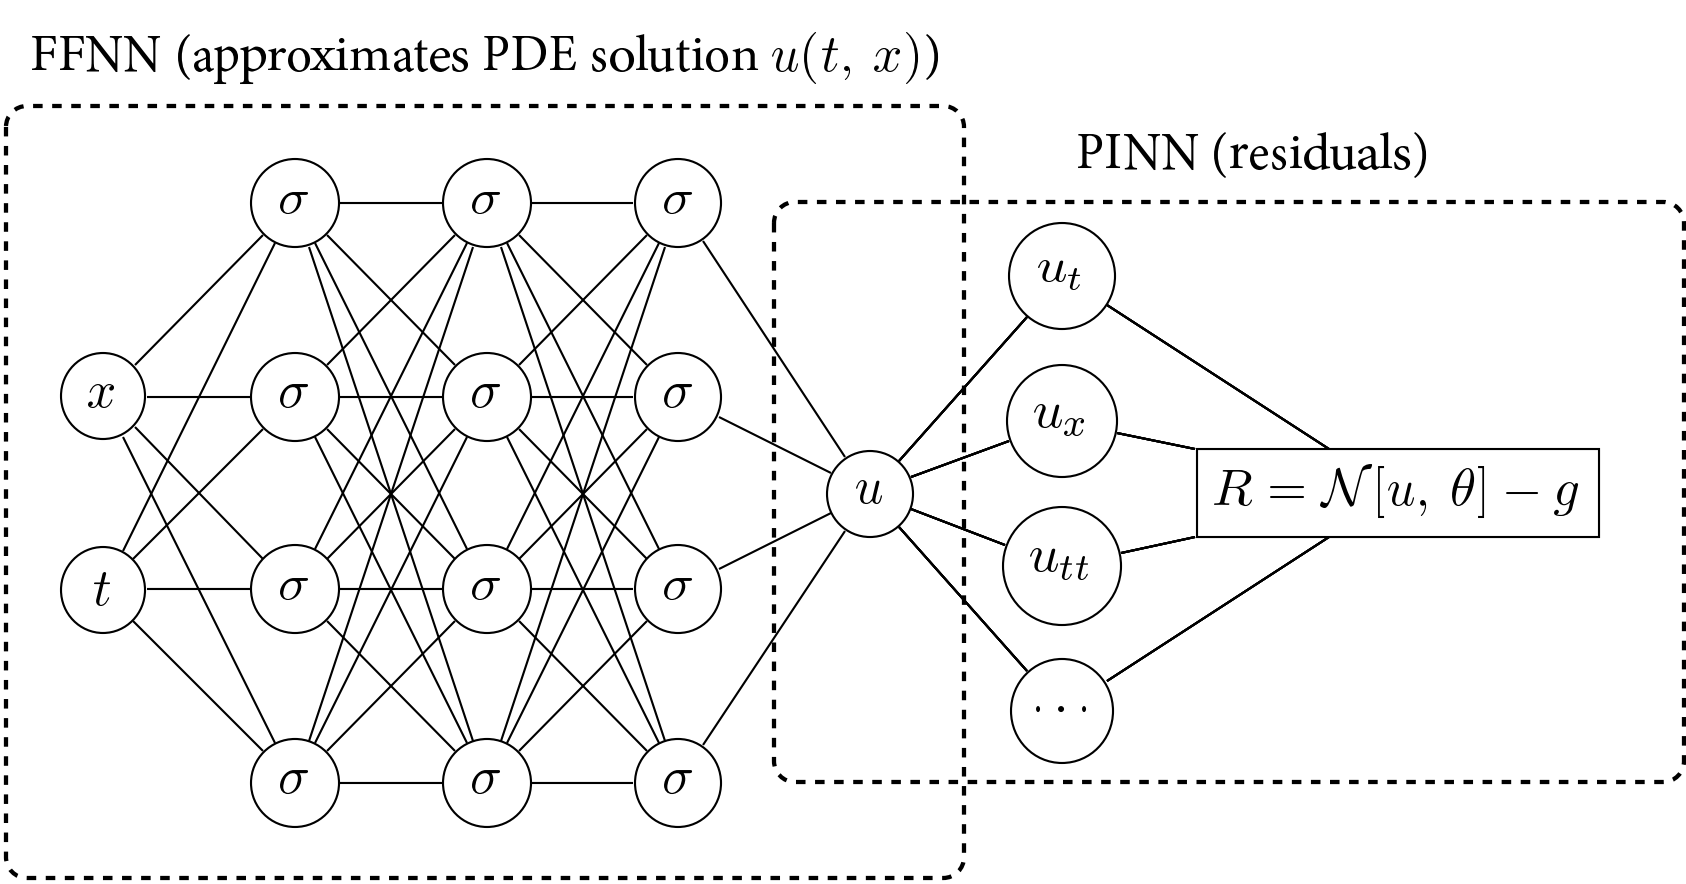 FFNN (approximates PDE solution u(t, x))
PINN (residuals)
σ σ σ
u_t
x σ σ σ
u_x
u
R = 𝒩[u, θ] − g
u_tt
t σ σ σ
···
σ σ σ